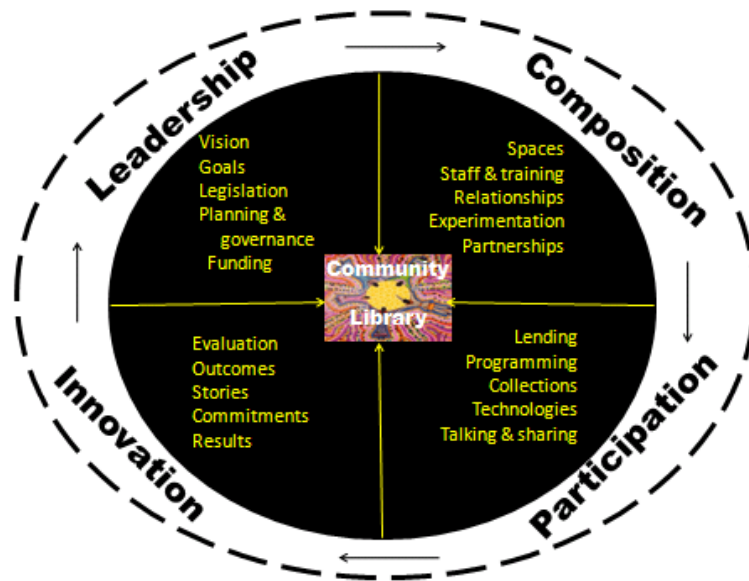 Leadership
Composition
Vision
Goals
Legislation
Planning &
governance
Funding
Spaces
Staff & training
Relationships
Experimentation
Partnerships
Community
Library
Evaluation
Outcomes
Stories
Commitments
Results
Lending
Programming
Collections
Technologies
Talking & sharing
Innovation
Participation